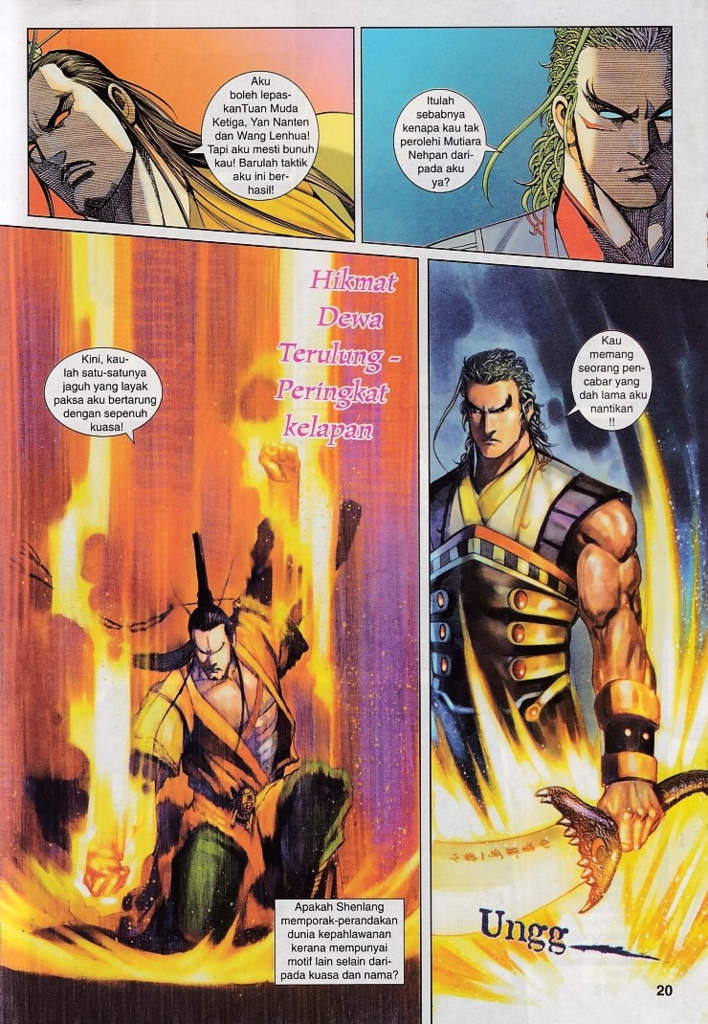 Aku
boleh lepas-
kanTuan Muda
Ketiga, Yan Nanten
dan Wang Lenhua!
Tapi aku mesti bunuh
kau! Barulah taktik
aku ini ber-
hasil!
Itulah
sebabnya
kenapa kau tak
perolehi Mutiara
Nehpan dari-
pada aku
ya?
Hikmat
Dewa
Terulung -
Peringkat
kelapan
Kini, kau-
lah satu-satunya
jaguh yang layak
paksa aku bertarung
dengan sepenuh
kuasa!
Apakah Shenlang
memporak-perandakan
dunia kepahlawanan
kerana mempunyai
motif lain selain dari-
pada kuasa dan nama?
Kau
memang
seorang pen-
cabar yang
dah lama aku
nantikan
!!
Ungg
20